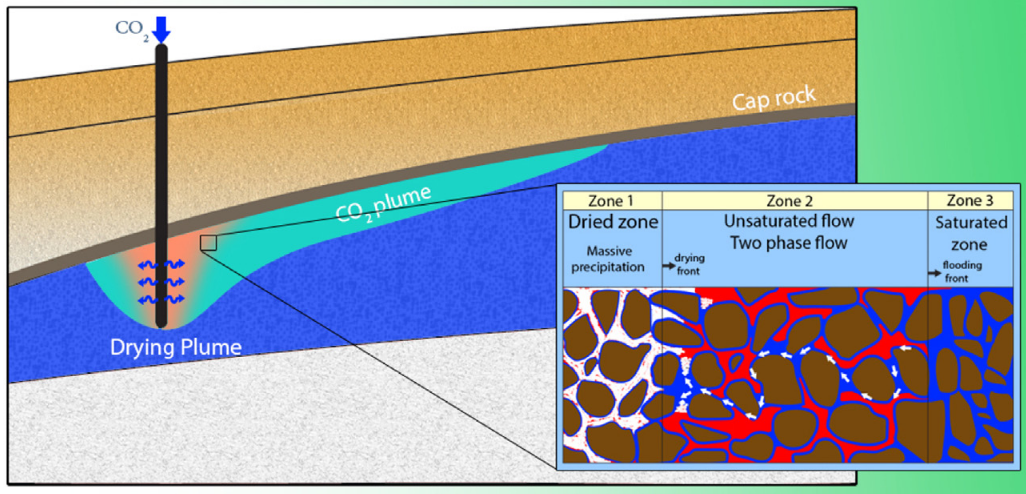 CO2
Cap rock
CO2 plume
Drying Plume
Zone 1
Zone 2
Zone 3
Dried zone
Massive
precipitation
Unsaturated flow
Two phase flow
drying
front
Saturated
zone
flooding
front